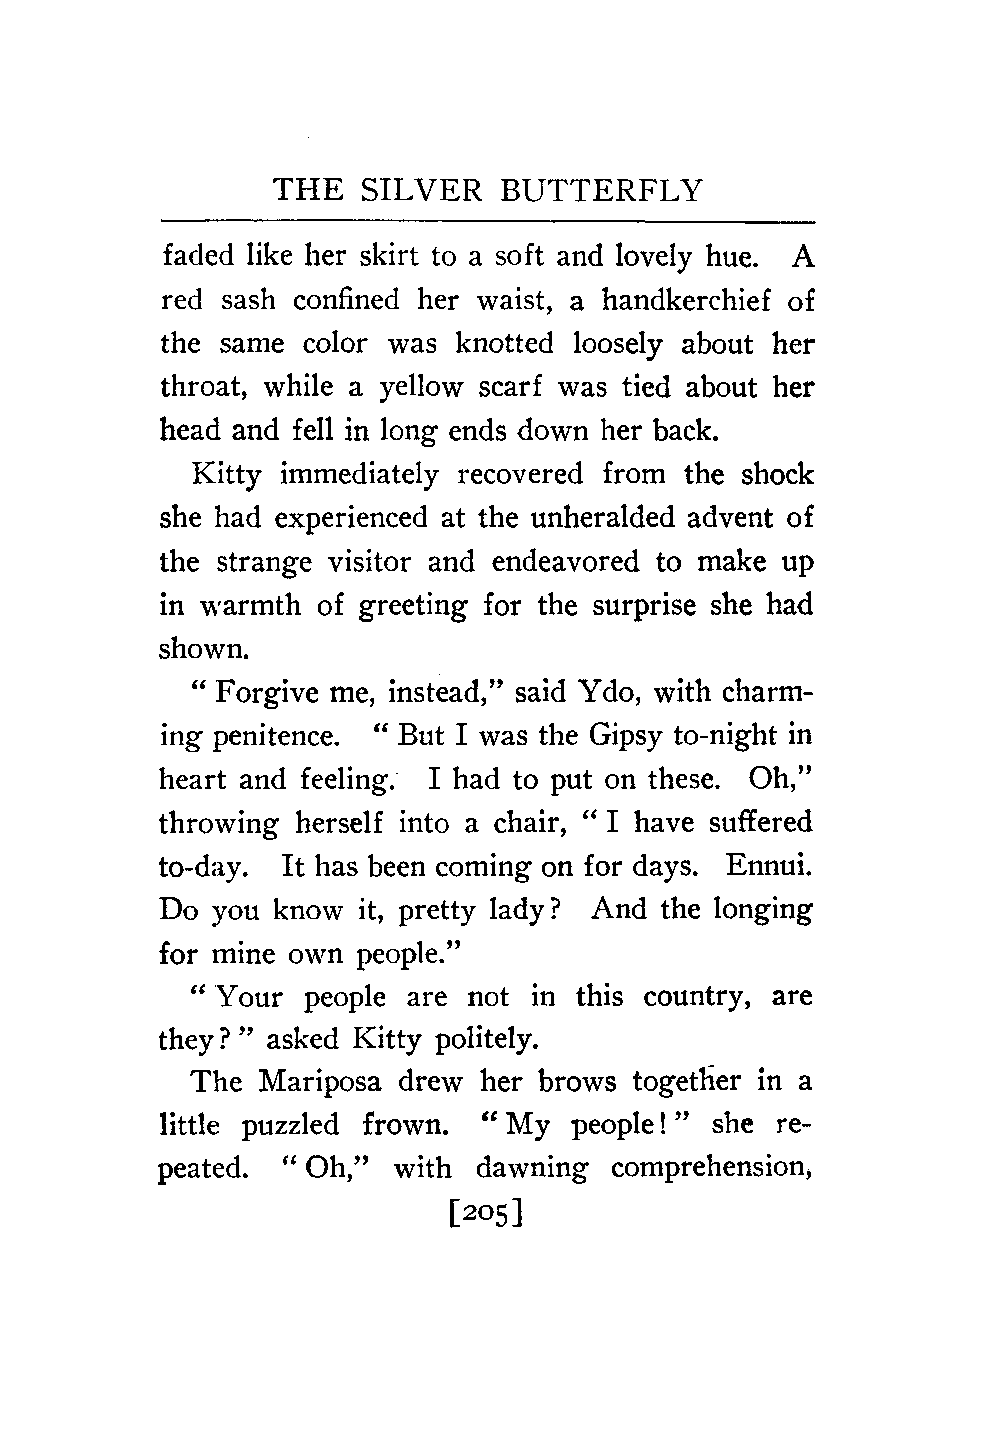 THE SILVER BUTTERFLY
faded like her skirt to a soft and lovely hue. A
red sash confined her waist, a handkerchief of
the same color was knotted loosely about her
throat, while a yellow scarf was tied about her
head and fell in long ends down her back.
Kitty immediately recovered from the shock
she had experienced at the unheralded advent of
the strange visitor and endeavored to make up
in warmth of greeting for the surprise she had
shown.
“ Forgive me, instead,” said Ydo, with charm-
ing penitence. “ But I was the Gipsy to-night in
heart and feeling. I had to put on these. Oh,”
throwing herself into a chair, “ I have suffered
to-day. It has been coming on for days. Ennui.
Do you know it, pretty lady? And the longing
for mine own people.”
“ Your people are not in this country, are
they? ” asked Kitty politely.
The Mariposa drew her brows together in a
little puzzled frown. “ My people! ” she re-
peated. “ Oh,” with dawning comprehension,
[205]